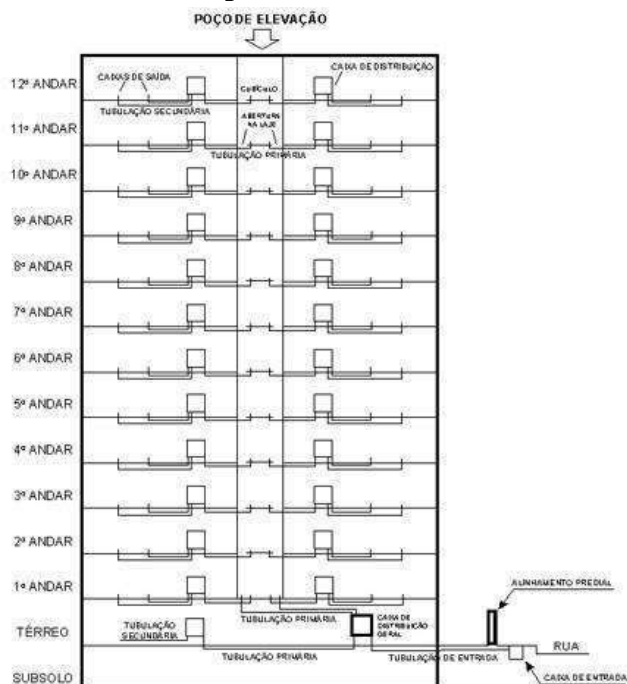 POÇO DE ELEVAÇÃO
12º ANDAR
CAIXAS DE SAÍDA
CUBÍCULO
CAIXA DE DISTRIBUIÇÃO
TUBULAÇÃO SECUNDÁRIA
11º ANDAR
ABERTURA
NA LAJE
TUBULAÇÃO PRIMÁRIA
10º ANDAR
9º ANDAR
8º ANDAR
7º ANDAR
6º ANDAR
5º ANDAR
4º ANDAR
3º ANDAR
2º ANDAR
1º ANDAR
ALINHAMENTO PREDIAL
TÉRREO
TUBULAÇÃO
SECUNDÁRIA
TUBULAÇÃO PRIMÁRIA
CAIXA DE
DISTRIBUIÇÃO
GERAL
RUA
TUBULAÇÃO PRIMÁRIA
TUBULAÇÃO DE ENTRADA
SUBSOLO
CAIXA DE ENTRADA